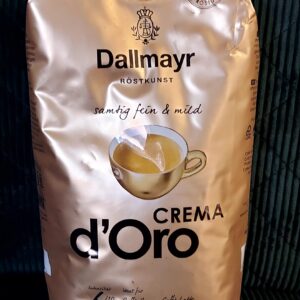 Dallmayr
RÖSTKUNST
samtig fein & mild
CREMA
d'Oro